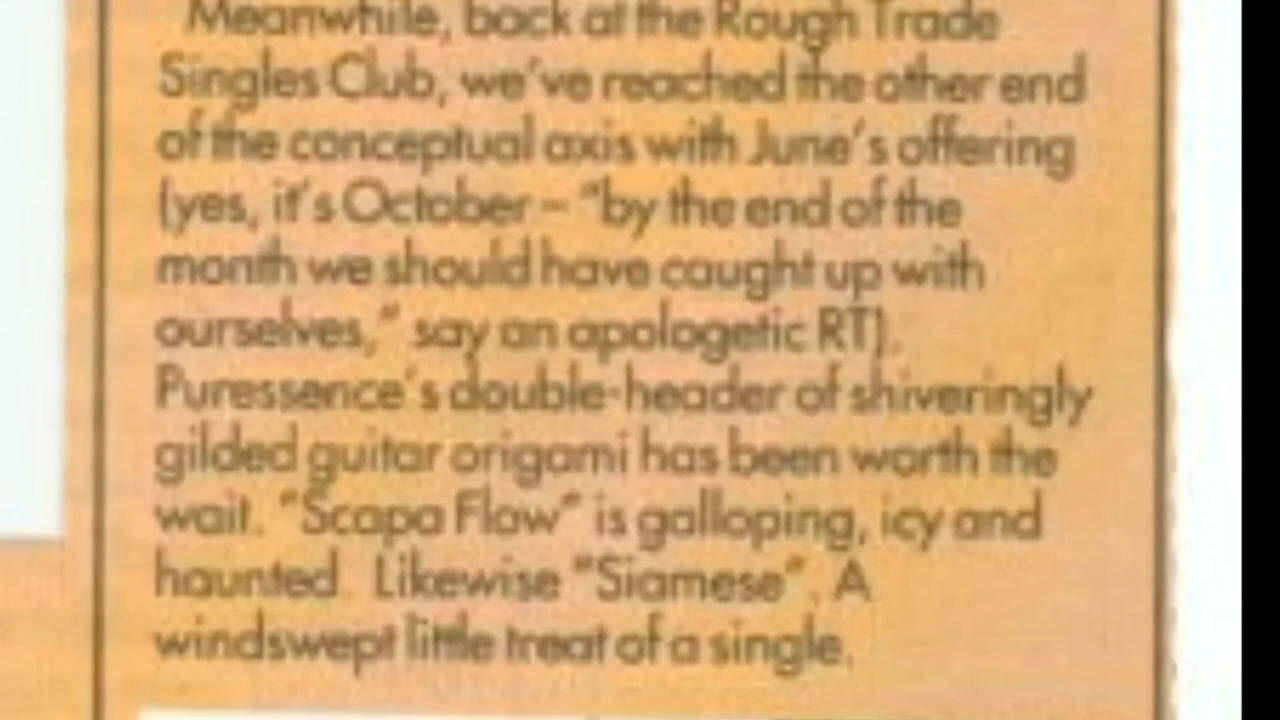 Meanwhile, back at the Rough Trade
Singles Club, we've reached the other end
of the conceptual axis with June's offering
(yes, it's October – "by the end of the
month we should have caught up with
ourselves," say an apologetic RT).
Puressence's double-header of shiveringly
gilded guitar origami has been worth the
wait. "Scapa Flow" is galloping, icy and
haunted. Likewise "Siamese". A
windswept little treat of a single.